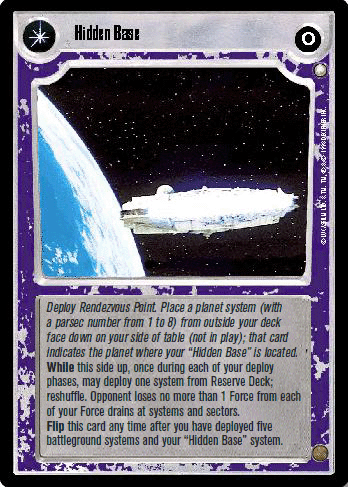 Hidden Base
Deploy Rendezvous Point. Place a planet system (with
a parsec number from 1 to 8) from outside your deck
face down on your side of table (not in play); that card
indicates the planet where your “Hidden Base” is located.
While this side up, once during each of your deploy
phases, may deploy one system from Reserve Deck;
reshuffle. Opponent loses no more than 1 Force from each
of your Force drains at systems and sectors.
Flip this card any time after you have deployed five
battleground systems and your “Hidden Base” system.